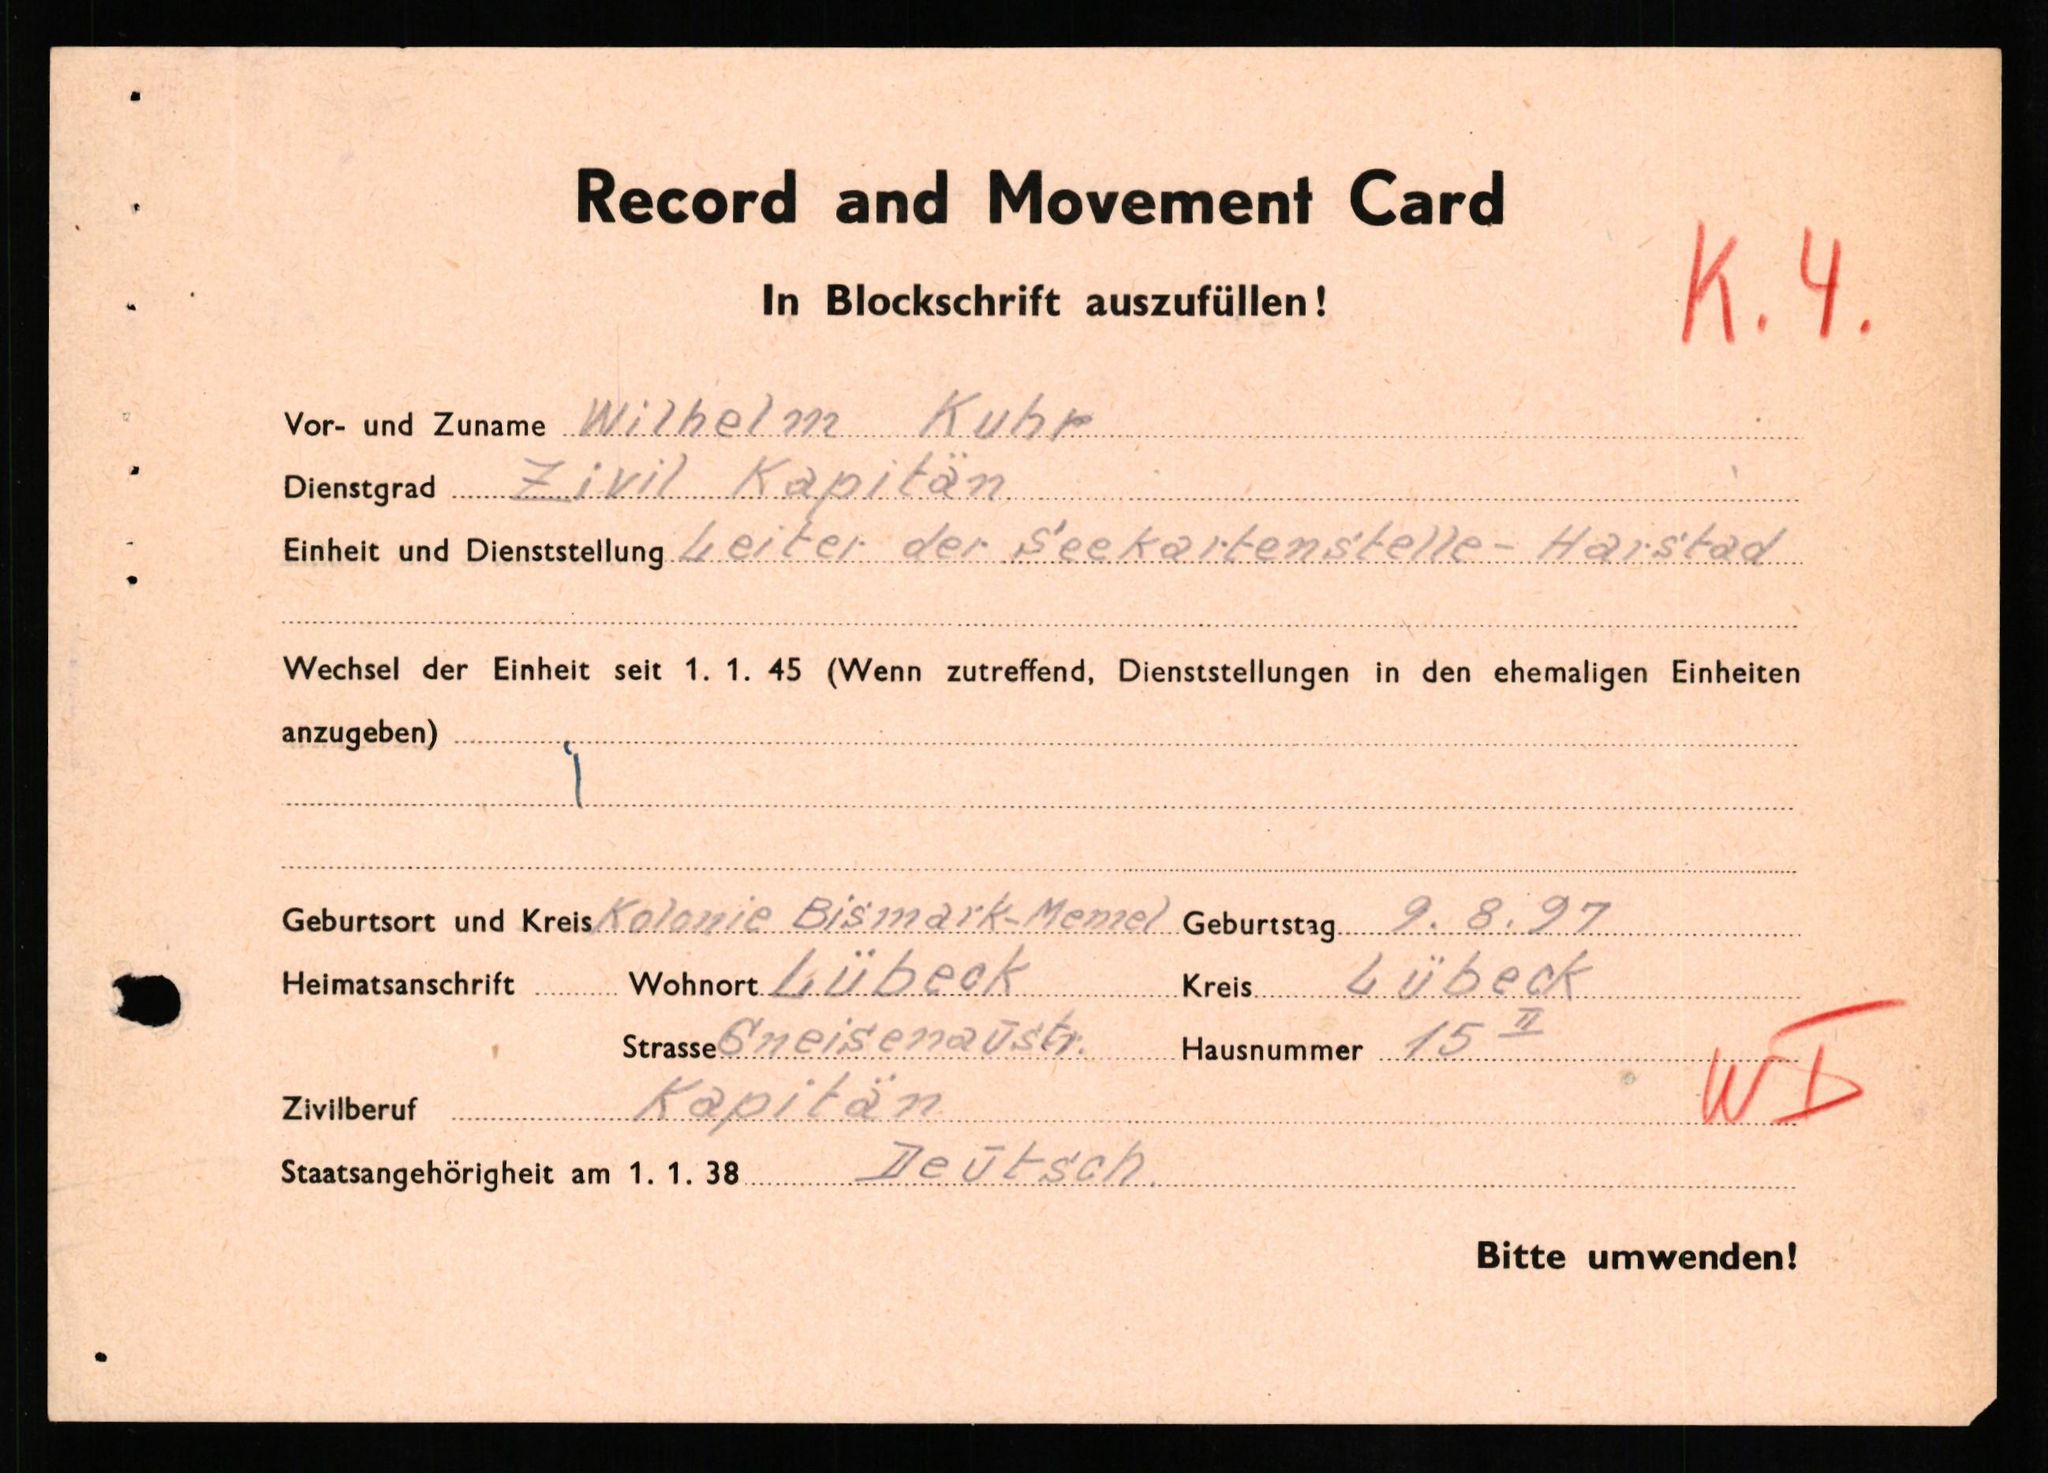 Record and Movement Card
In Blockschrift auszufüllen!
K. 4.
Vor- und Zuname Wilhelm Kuhr
Dienstgrad Zivil Kapitän
Einheit und Dienststellung Leiter der Seekartenstelle - Harstad
Wechsel der Einheit seit 1. 1. 45 (Wenn zutreffend, Dienststellungen in den ehemaligen Einheiten
anzugeben)
Geburtsort und Kreis Kolonie Bismark-Memel Geburtstag 9. 8. 97
Heimatsanschrift Wohnort Lübeck Kreis Lübeck
Strasse Gneisenaustr. Hausnummer 15 II
Zivilberuf Kapitän
Staatsangehörigheit am 1. 1. 38 Deutsch.
Bitte umwenden!